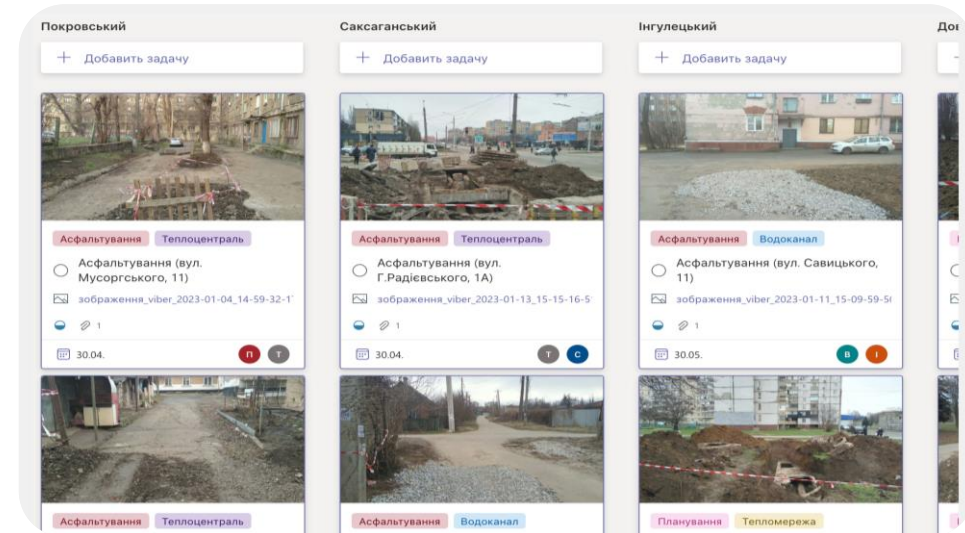 Покровський
Добавить задачу
Асфальтування Теплоцентраль
Асфальтування (вул.
Мусоргського, 11)
зображення_viber_2023-01-04_14-59-32-1
1
30.04.
П Т
Асфальтування Теплоцентраль
Саксаганський
Добавить задачу
Асфальтування Теплоцентраль
Асфальтування (вул.
Г.Радієвського, 1А)
зображення_viber_2023-01-13_15-15-16-5
1
30.04.
Т С
Асфальтування Водоканал
Інгулецький
Добавить задачу
Асфальтування Водоканал
Асфальтування (вул. Савицького,
11)
зображення_viber_2023-01-11_15-09-59-5
1
30.05.
В І
Планування Тепломережа